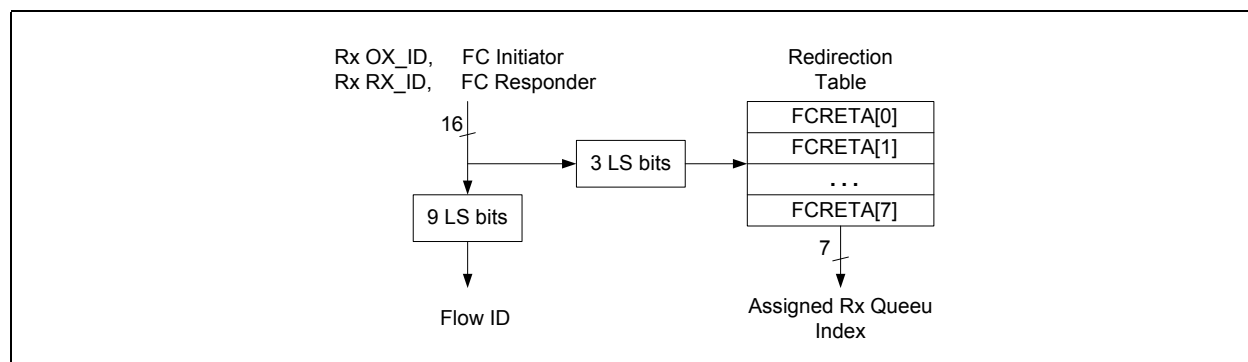 Rx OX_ID, FC Initiator
Rx RX_ID, FC Responder
16
9 LS bits
Flow ID
3 LS bits
Redirection
Table
FCRETA[0]
FCRETA[1]
...
FCRETA[7]
7
Assigned Rx Queeu
Index